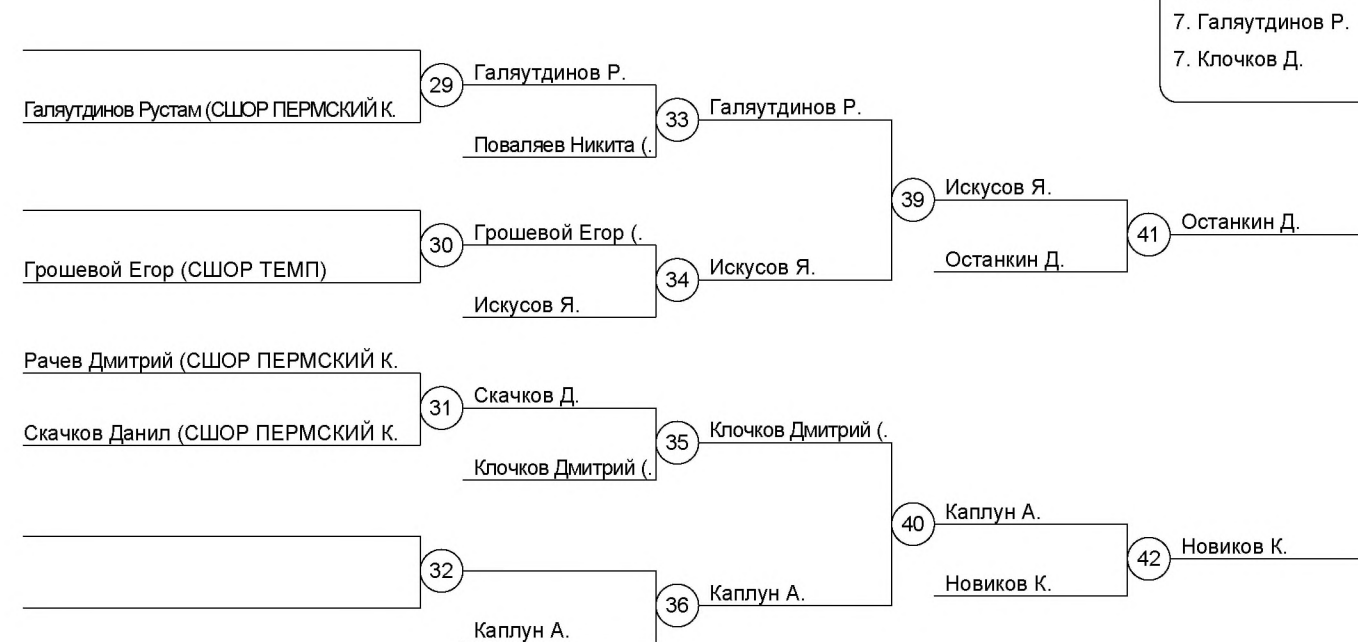 7. Галяутдинов Р.
7. Клочков Д.
Галяутдинов Рустам (СШОР ПЕРМСКИЙ К.
29
Галяутдинов Р.
Поваляев Никита (.
33
Галяутдинов Р.
Грошевой Егор (СШОР ТЕМП)
30
Грошевой Егор (.
Искусов Я.
34
Искусов Я.
39
Искусов Я.
Останкин Д.
41
Останкин Д.
Рачев Дмитрий (СШОР ПЕРМСКИЙ К.
Скачков Данил (СШОР ПЕРМСКИЙ К.
31
Скачков Д.
Клочков Дмитрий (.
35
Клочков Дмитрий (.
32
Каплун А.
36
Каплун А.
40
Каплун А.
Новиков К.
42
Новиков К.